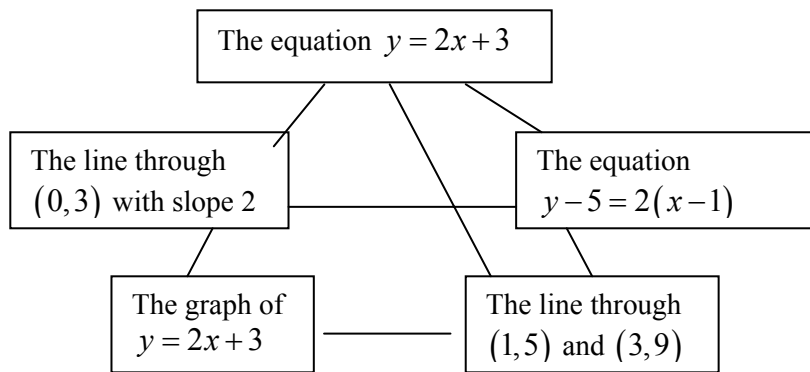 The equation y = 2x + 3
The line through
(0,3) with slope 2
The equation
y − 5 = 2(x − 1)
The graph of
y = 2x + 3
The line through
(1,5) and (3,9)